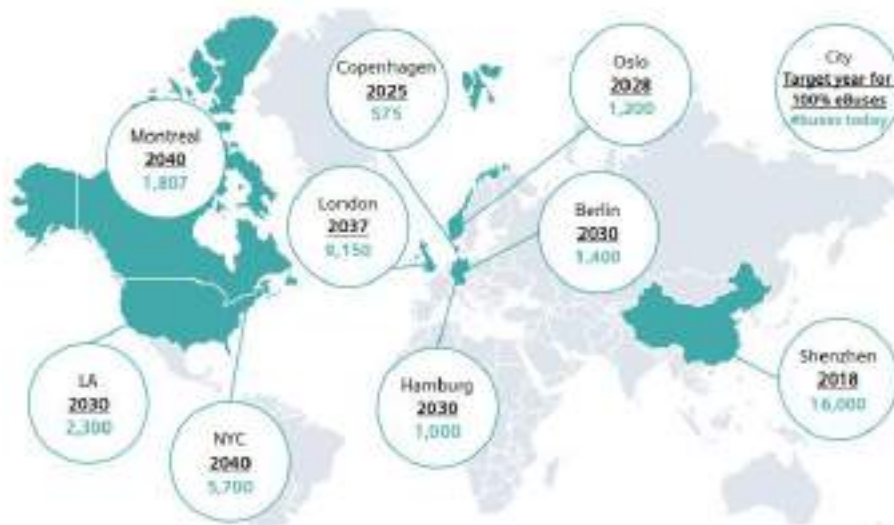 Copenhagen
2025
575
Oslo
2028
1,200
City
Target year for
100% eBuses
#buses today
Montreal
2040
1,807
London
2037
9,150
Berlin
2030
1,400
LA
2030
2,300
NYC
2040
5,700
Hamburg
2030
1,000
Shenzhen
2018
16,000